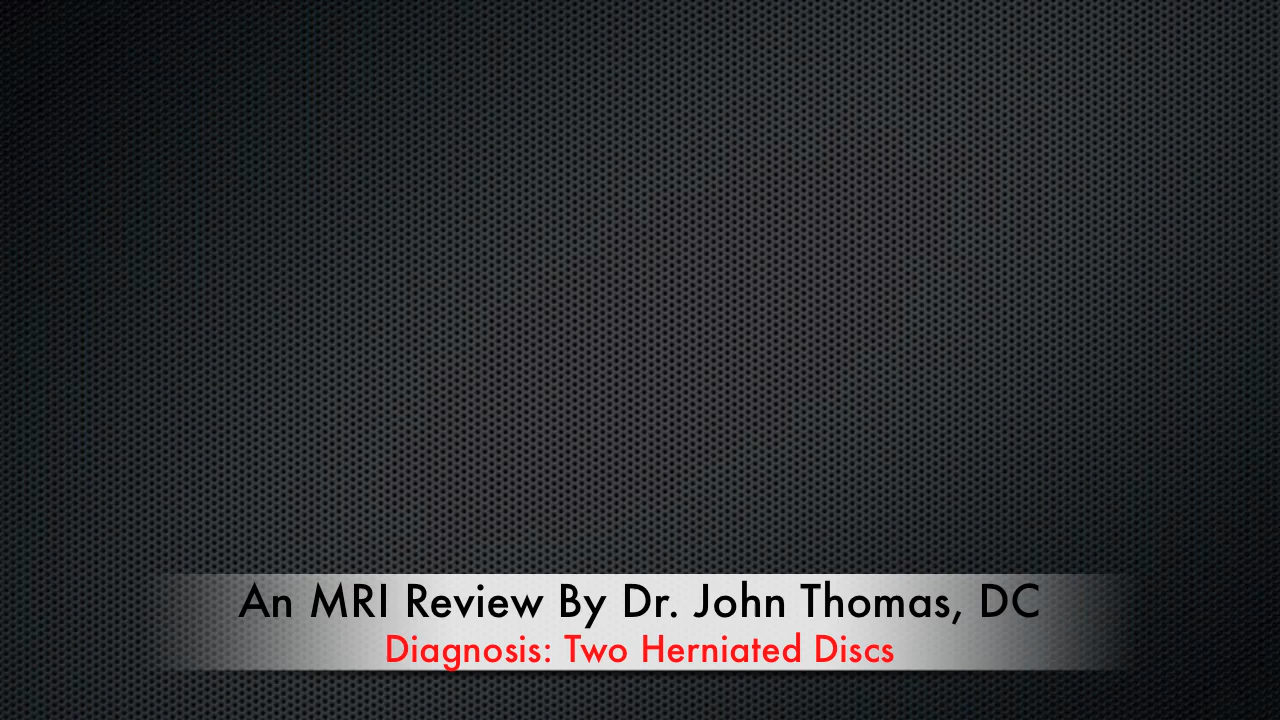 An MRI Review By Dr. John Thomas, DC
Diagnosis: Two Herniated Discs